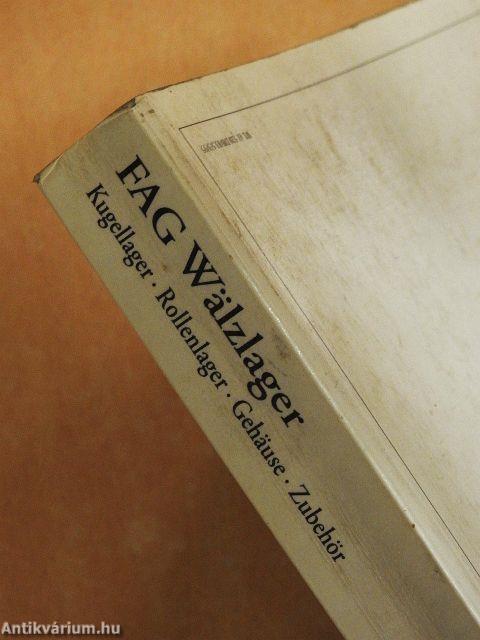 FAG Wälzlager
Kugellager · Rollenlager · Gehäuse · Zubehör
Antikvárium.hu